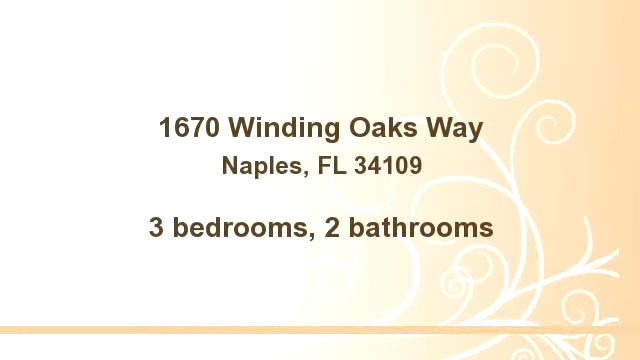 1670 Winding Oaks Way
Naples, FL 34109
3 bedrooms, 2 bathrooms